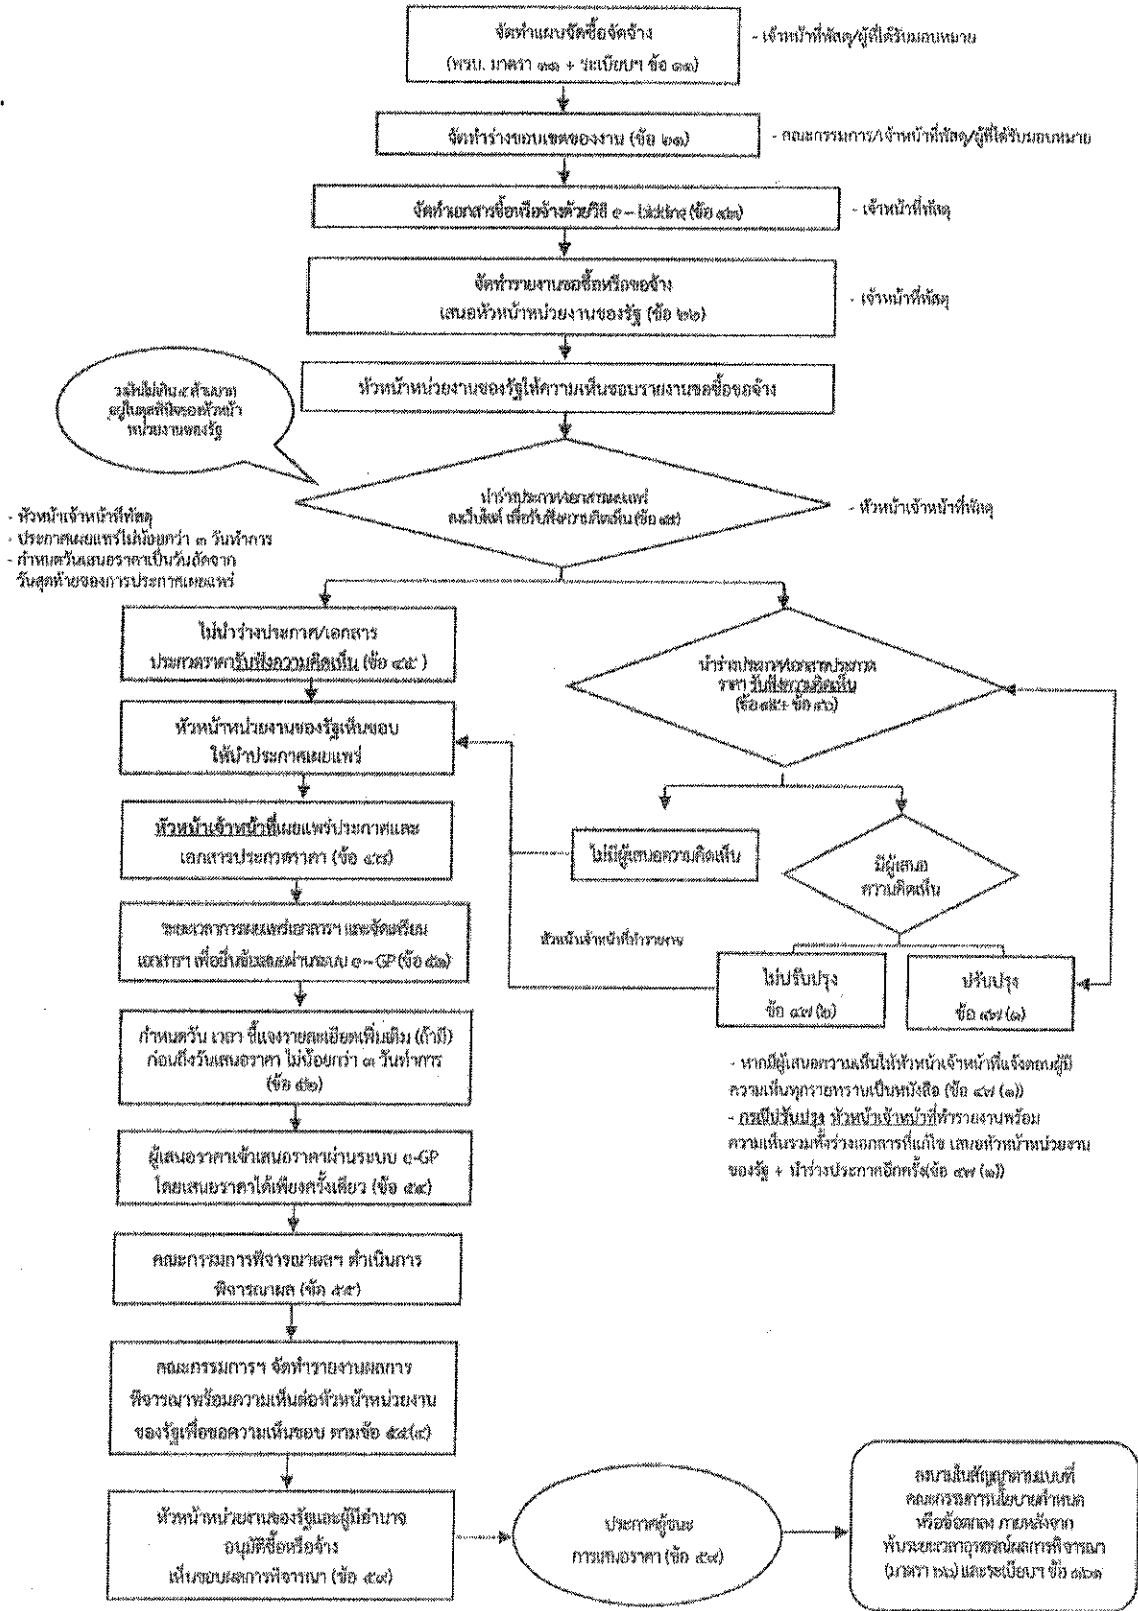 จัดทำแผนจัดซื้อจัดจ้าง
(พรบ. มาตรา ๑๑ + ระเบียบฯ ข้อ ๑๑)
- เจ้าหน้าที่พัสดุ/ผู้ที่ได้รับมอบหมาย
จัดทำร่างขอบเขตของงาน (ข้อ ๒๑)
- คณะกรรมการ/เจ้าหน้าที่พัสดุ/ผู้ที่ได้รับมอบหมาย
จัดทำเอกสารซื้อหรือจ้างด้วยวิธี e – bidding (ข้อ ๔๓)
- เจ้าหน้าที่พัสดุ
จัดทำรายงานขอซื้อหรือขอจ้าง
เสนอหัวหน้าหน่วยงานของรัฐ (ข้อ ๒๒)
- เจ้าหน้าที่พัสดุ
หัวหน้าหน่วยงานของรัฐให้ความเห็นชอบรายงานขอซื้อขอจ้าง
วงเงินไม่เกิน ๕ ล้านบาท
อยู่ในดุลพินิจของหัวหน้า
หน่วยงานของรัฐ
นำร่างประกาศ/เอกสารเผยแพร่
ลงเว็บไซต์ เพื่อรับฟังความคิดเห็น (ข้อ ๔๕)
- หัวหน้าเจ้าหน้าที่พัสดุ
- หัวหน้าเจ้าหน้าที่พัสดุ
- ประกาศเผยแพร่ไม่น้อยกว่า ๓ วันทำการ
- กำหนดวันเสนอราคาเป็นวันถัดจาก
วันสุดท้ายของการประกาศเผยแพร่
ไม่นำร่างประกาศ/เอกสาร
ประกวดราคารับฟังความคิดเห็น (ข้อ ๔๕ )
นำร่างประกาศ/เอกสารประกวด
ราคา รับฟังความคิดเห็น
(ข้อ ๔๕+ ข้อ ๔๖)
หัวหน้าหน่วยงานของรัฐเห็นชอบ
ให้นำประกาศเผยแพร่
หัวหน้าเจ้าหน้าที่เผยแพร่ประกาศและ
เอกสารประกวดราคา (ข้อ ๔๘)
ไม่มีผู้เสนอความคิดเห็น
มีผู้เสนอ
ความคิดเห็น
ระยะเวลาการเผยแพร่เอกสารฯ และจัดเตรียม
เอกสารฯ เพื่อยื่นข้อเสนอผ่านระบบ e – GP (ข้อ ๕๑)
หัวหน้าเจ้าหน้าที่ทำรายงาน
ไม่ปรับปรุง
ข้อ ๔๗ (๒)
ปรับปรุง
ข้อ ๔๗ (๑)
กำหนดวัน เวลา ชี้แจงรายละเอียดเพิ่มเติม (ถ้ามี)
ก่อนถึงวันเสนอราคา ไม่น้อยกว่า ๓ วันทำการ
(ข้อ ๕๒)
- หากมีผู้เสนอความเห็นให้หัวหน้าเจ้าหน้าที่แจ้งตอบผู้มี
ความเห็นทุกรายทราบเป็นหนังสือ (ข้อ ๔๗ (๑))
- กรณีปรับปรุง หัวหน้าเจ้าหน้าที่ทำรายงานพร้อม
ความเห็นรวมทั้งร่างเอกสารที่แก้ไข เสนอหัวหน้าหน่วยงาน
ของรัฐ + นำร่างประกาศอีกครั้ง(ข้อ ๔๗ (๑))
ผู้เสนอราคาเข้าเสนอราคาผ่านระบบ e-GP
โดยเสนอราคาได้เพียงครั้งเดียว (ข้อ ๕๔)
คณะกรรมการพิจารณาผลฯ ดำเนินการ
พิจารณาผล (ข้อ ๕๕)
คณะกรรมการฯ จัดทำรายงานผลการ
พิจารณาพร้อมความเห็นต่อหัวหน้าหน่วยงาน
ของรัฐเพื่อขอความเห็นชอบ ตามข้อ ๕๕(๔)
หัวหน้าหน่วยงานของรัฐและผู้มีอำนาจ
อนุมัติซื้อหรือจ้าง
เห็นชอบผลการพิจารณา (ข้อ ๕๙)
ประกาศผู้ชนะ
การเสนอราคา (ข้อ ๕๙)
ลงนามในสัญญาตามแบบที่
คณะกรรมการนโยบายกำหนด
หรือข้อตกลง ภายหลังจาก
พ้นระยะเวลาอุทธรณ์ผลการพิจารณา
(มาตรา ๖๖) และระเบียบฯ ข้อ ๑๖๑